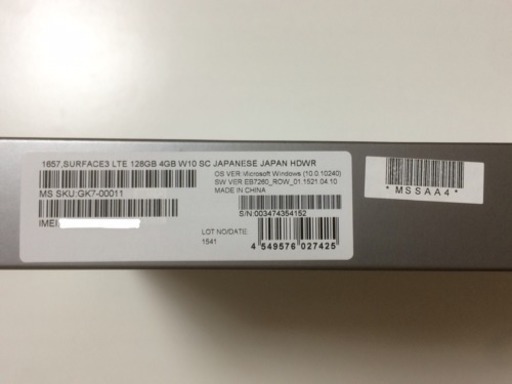 1657,SURFACE3 LTE 128GB 4GB W10 SC JAPANESE JAPAN HDWR
OS VER:Microsoft Windows (10.0.10240)
SW VER:EB7260_ROW_01.1521.04.10
MADE IN CHINA
MS SKU:GK7-00011
S/N:003474354152
IMEI
LOT NO/DATE:
1541
4 549576 027425
*MSSAA4*